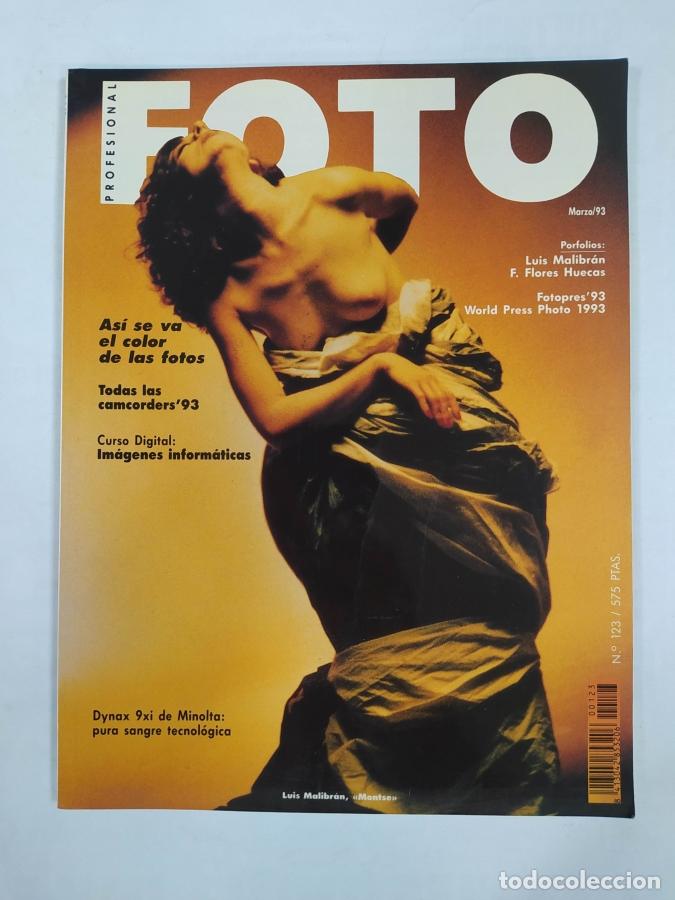 PROFESIONAL
FOTO
Marzo/93
Porfolios:
Luis Malibrán
F. Flores Huecas
Fotopres'93
World Press Photo 1993
Así se va
el color
de las fotos
Todas las
camcorders'93
Curso Digital:
Imágenes informáticas
N.º 123 / 575 PTAS.
00123
Dynax 9xi de Minolta:
pura sangre tecnológica
Luis Malibrán, «Montse»
todocoleccion.net